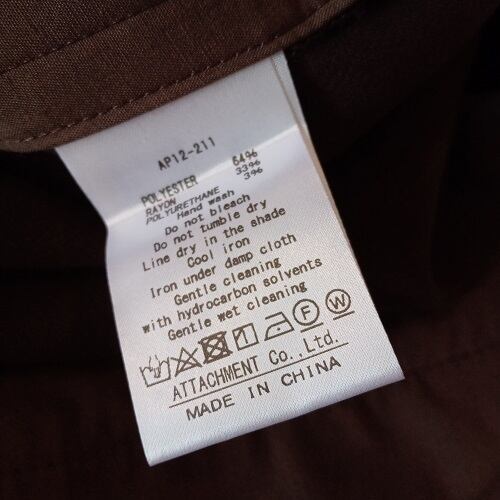 AP12-211
POLYESTER 64%
RAYON 33%
POLYURETHANE 3%
Hand wash
Do not bleach
Do not tumble dry
Line dry in the shade
Cool iron
Iron under damp cloth
Gentle cleaning
with hydrocarbon solvents
Gentle wet cleaning
F W
ATTACHMENT Co.,Ltd.
MADE IN CHINA